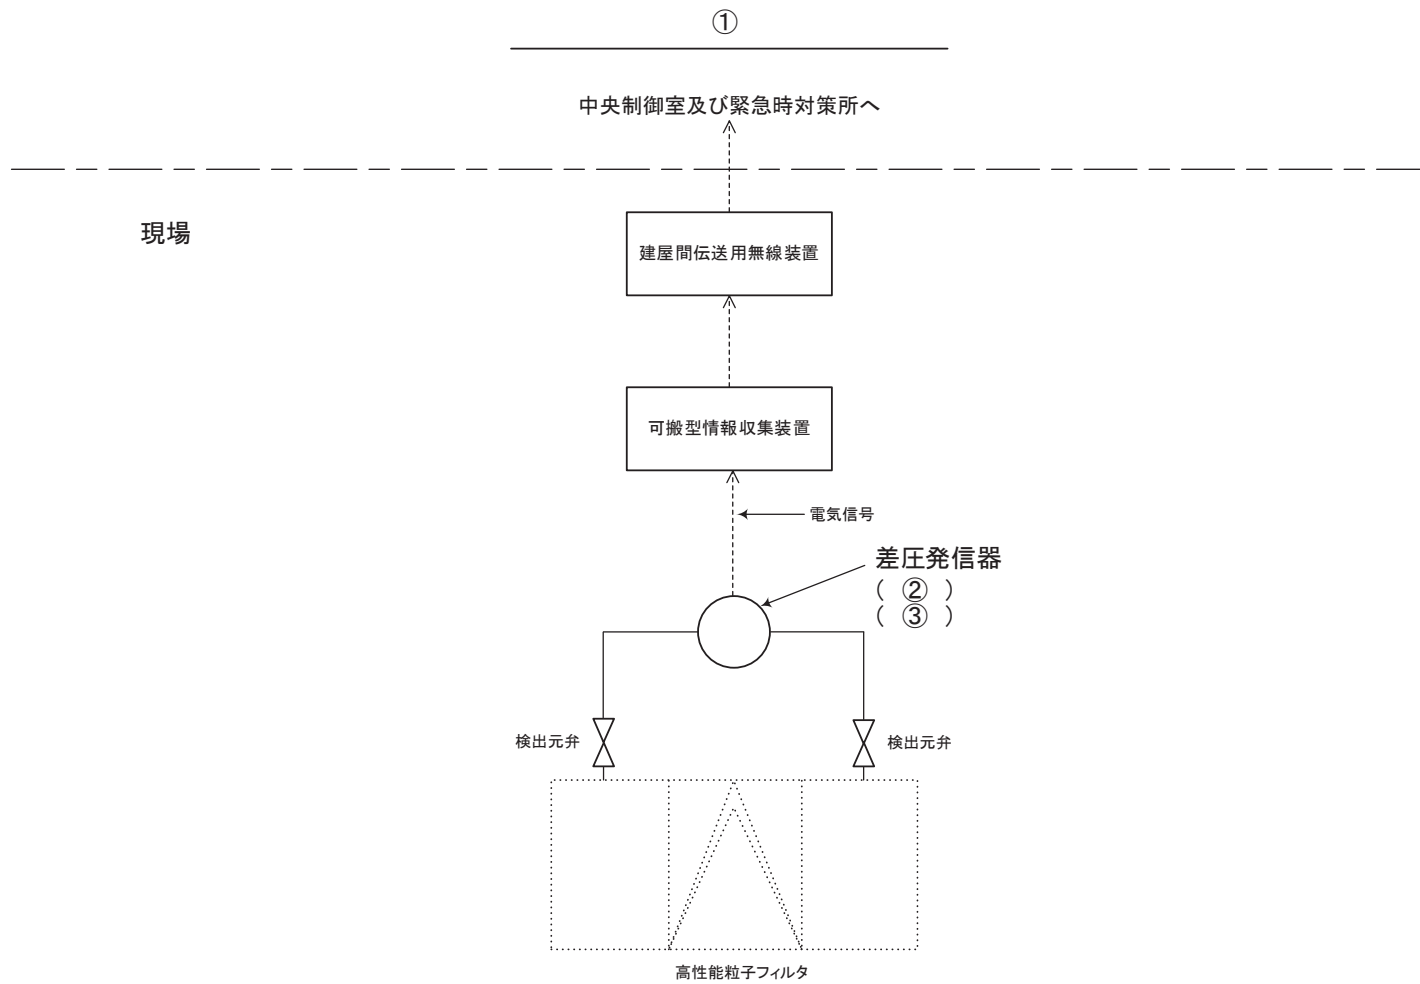 ①
中央制御室及び緊急時対策所へ
現場
建屋間伝送用無線装置
可搬型情報収集装置
電気信号
差圧発信器
( ② )
( ③ )
検出元弁
検出元弁
高性能粒子フィルタ